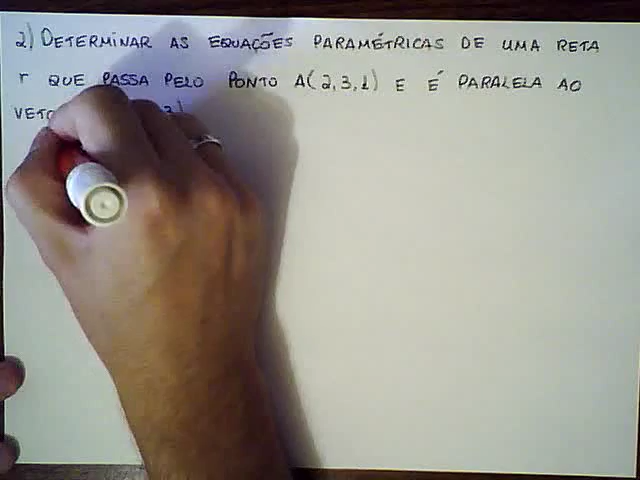 2) DETERMINAR AS EQUAÇÕES PARAMÉTRICAS DE UMA RETA
r QUE PASSA PELO PONTO A(2,3,1) E É PARALELA AO